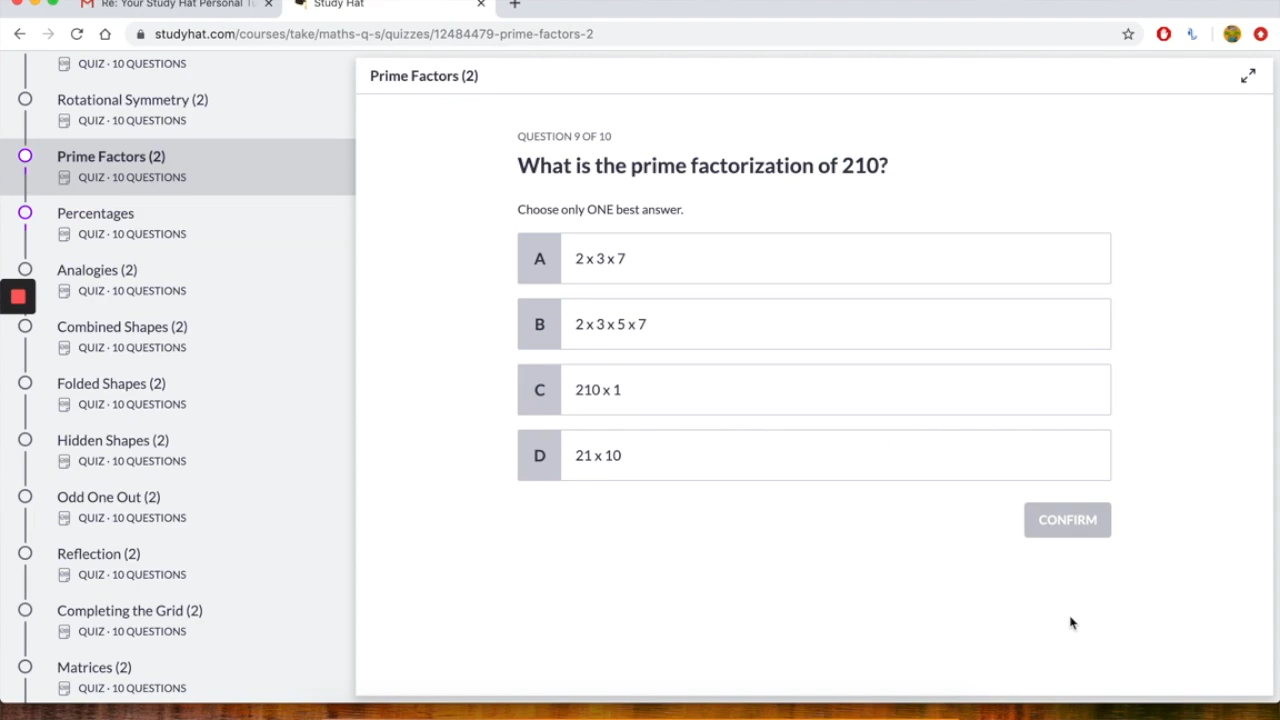 Re: Your Study Hat Personal
Study Hat
studyhat.com/courses/take/maths-q-s/quizzes/12484479-prime-factors-2
QUIZ · 10 QUESTIONS
Rotational Symmetry (2)
QUIZ · 10 QUESTIONS
Prime Factors (2)
QUIZ · 10 QUESTIONS
Percentages
QUIZ · 10 QUESTIONS
Analogies (2)
QUIZ · 10 QUESTIONS
Combined Shapes (2)
QUIZ · 10 QUESTIONS
Folded Shapes (2)
QUIZ · 10 QUESTIONS
Hidden Shapes (2)
QUIZ · 10 QUESTIONS
Odd One Out (2)
QUIZ · 10 QUESTIONS
Reflection (2)
QUIZ · 10 QUESTIONS
Completing the Grid (2)
QUIZ · 10 QUESTIONS
Matrices (2)
QUIZ · 10 QUESTIONS
Prime Factors (2)
QUESTION 9 OF 10
What is the prime factorization of 210?
Choose only ONE best answer.
A 2 x 3 x 7
B 2 x 3 x 5 x 7
C 210 x 1
D 21 x 10
CONFIRM